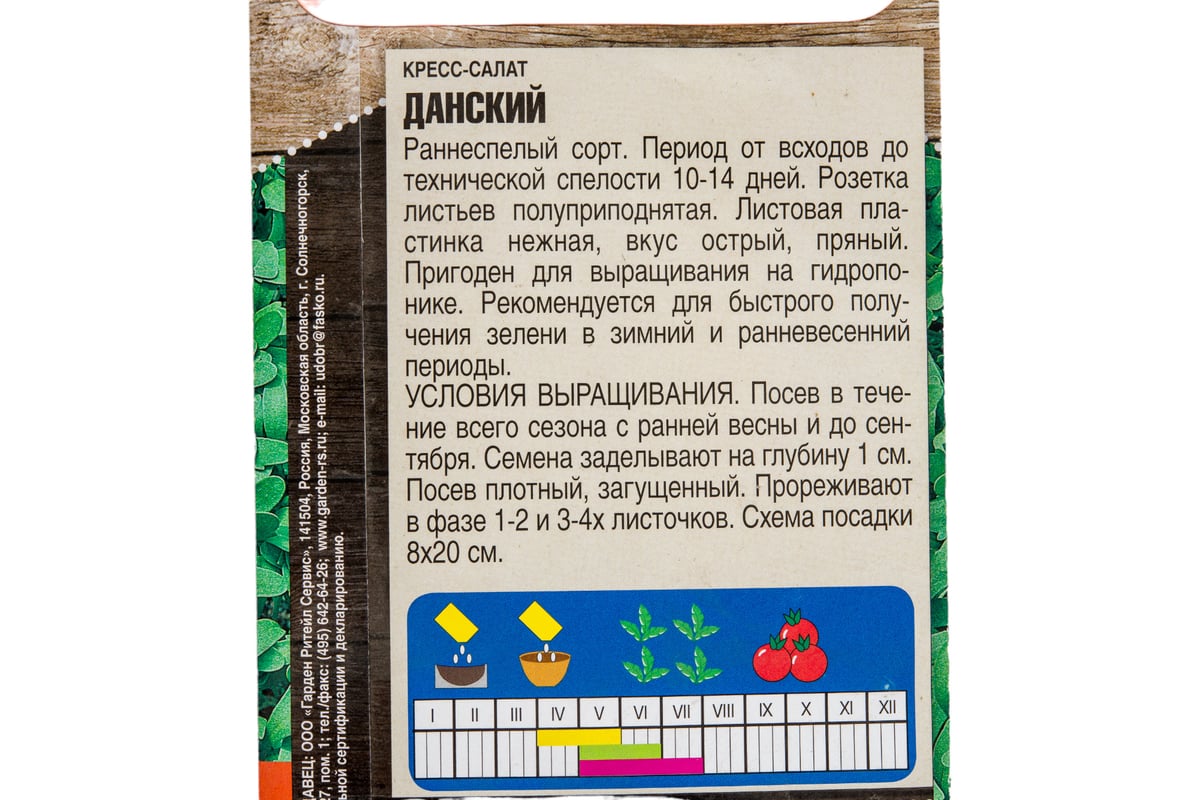 КРЕСС-САЛАТ
ДАНСКИЙ
Раннеспелый сорт. Период от всходов до
технической спелости 10-14 дней. Розетка
листьев полуприподнятая. Листовая пла-
стинка нежная, вкус острый, пряный.
Пригоден для выращивания на гидропо-
нике. Рекомендуется для быстрого полу-
чения зелени в зимний и ранневесенний
периоды.
УСЛОВИЯ ВЫРАЩИВАНИЯ. Посев в тече-
ние всего сезона с ранней весны и до сен-
тября. Семена заделывают на глубину 1 см.
Посев плотный, загущенный. Прореживают
в фазе 1-2 и 3-4х листочков. Схема посадки
8х20 см.
I II III IV V VI VII VIII IX X XI XII
ООО «Гарден Ритейл Сервис», 141504, Россия, Московская область, г. Солнечногорск,
пом. 1; тел./факс: (495) 642-64-26; www.garden-rs.ru; e-mail: udobr@fasko.ru.
сертификации и декларированию.